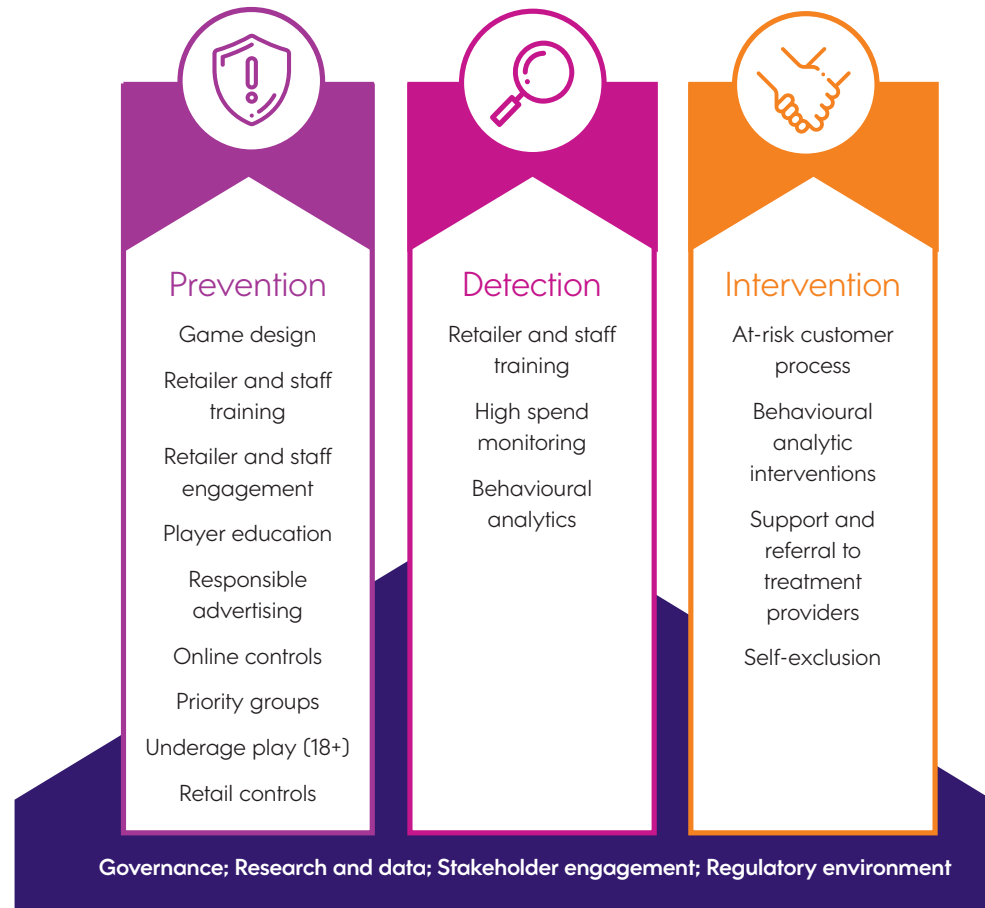 Prevention
Game design
Retailer and staff
training
Retailer and staff
engagement
Player education
Responsible
advertising
Online controls
Priority groups
Underage play (18+)
Retail controls
Detection
Retailer and staff
training
High spend
monitoring
Behavioural
analytics
Intervention
At-risk customer
process
Behavioural
analytic
interventions
Support and
referral to
treatment
providers
Self-exclusion
Governance; Research and data; Stakeholder engagement; Regulatory environment